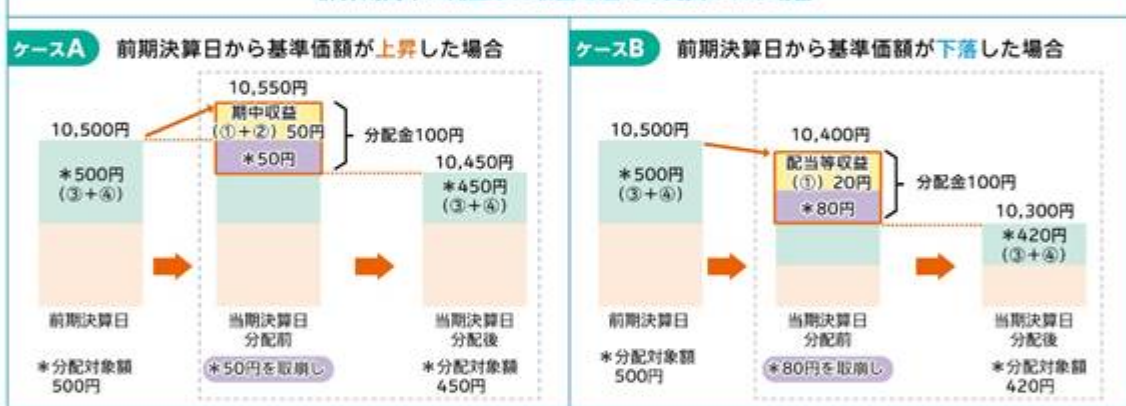 ケースA 前期決算日から基準価額が上昇した場合
10,550円
期中収益
(①+②) 50円
10,500円
分配金100円
*50円
10,450円
*500円
(③+④)
*450円
(③+④)
前期決算日
当期決算日
分配前
当期決算日
分配後
*分配対象額
500円
*50円を取崩し
*分配対象額
450円
ケースB 前期決算日から基準価額が下落した場合
10,500円
10,400円
配当等収益
(①) 20円
*500円
(③+④)
分配金100円
*80円
10,300円
*420円
(③+④)
前期決算日
当期決算日
分配前
当期決算日
分配後
*分配対象額
500円
*80円を取崩し
*分配対象額
420円